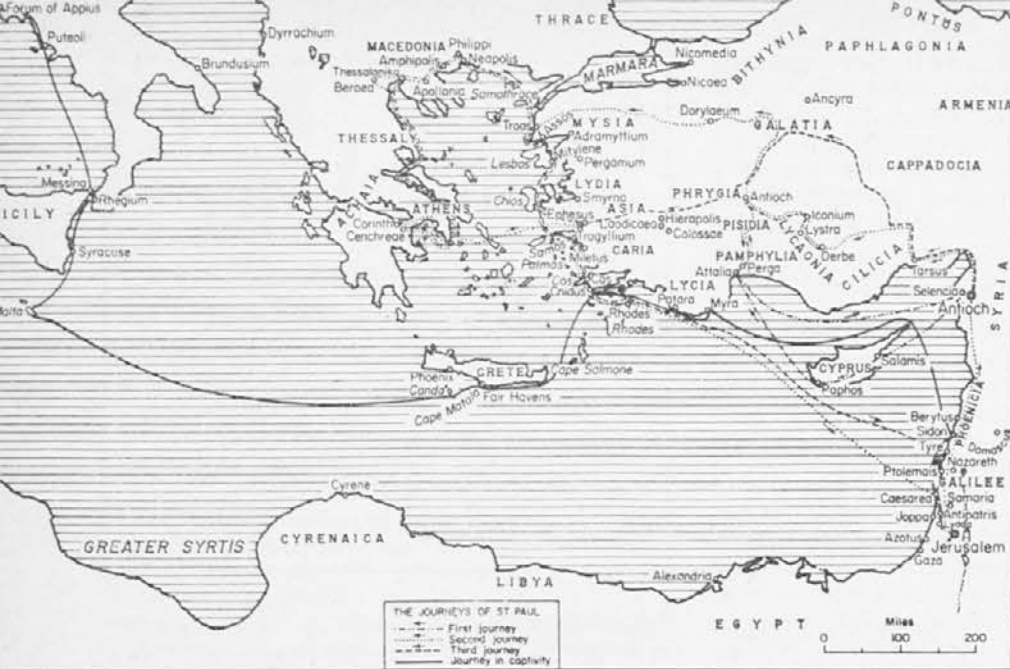 Forum of Appius
Puteoli
Dyrrachium
Brundusium
THRACE
PONTUS
PAPHLAGONIA
BITHYNIA
Nicomedia
MARMARA
Nicaea
MACEDONIA
Philippi
Amphipolis
Neapolis
Thessalonica
Apollonia
Samothrace
Beroea
Ancyra
ARMENIA
Dorylaeum
GALATIA
Troas
Assos
MYSIA
Adramyttium
THESSALY
Mitylene
Lesbos
Pergamum
CAPPADOCIA
Messina
Rhegium
SICILY
Syracuse
Malta
ACHAIA
ATHENS
Corinth
Cenchreae
Chios
LYDIA
Smyrna
Ephesus
ASIA
PHRYGIA
Antioch
Hierapolis
Laodicaea
Colossae
PISIDIA
Iconium
Lystra
LYCAONIA
Derbe
Trogyllium
Samos
Miletus
CARIA
Patmos
Cos
Cnidus
PAMPHYLIA
Attalia
Perga
CILICIA
Tarsus
LYCIA
Patara
Myra
Selencia
Antioch
SYRIA
Rhodes
Rhodes
CRETE
Cape Salmone
Phoenix
Canda
Fair Havens
Cape Matala
CYPRUS
Salamis
Paphos
Berytus
PHOENICIA
Sidon
Damascus
Tyre
Nazareth
Ptolemais
GALILEE
Caesarea
Samaria
Joppa
Antipatris
Lydda
Azotus
Jerusalem
Gaza
Cyrene
GREATER SYRTIS
CYRENAICA
LIBYA
Alexandria
EGYPT
THE JOURNEYS OF ST PAUL
First journey
Second journey
Third journey
Journey in captivity
Miles
0 100 200